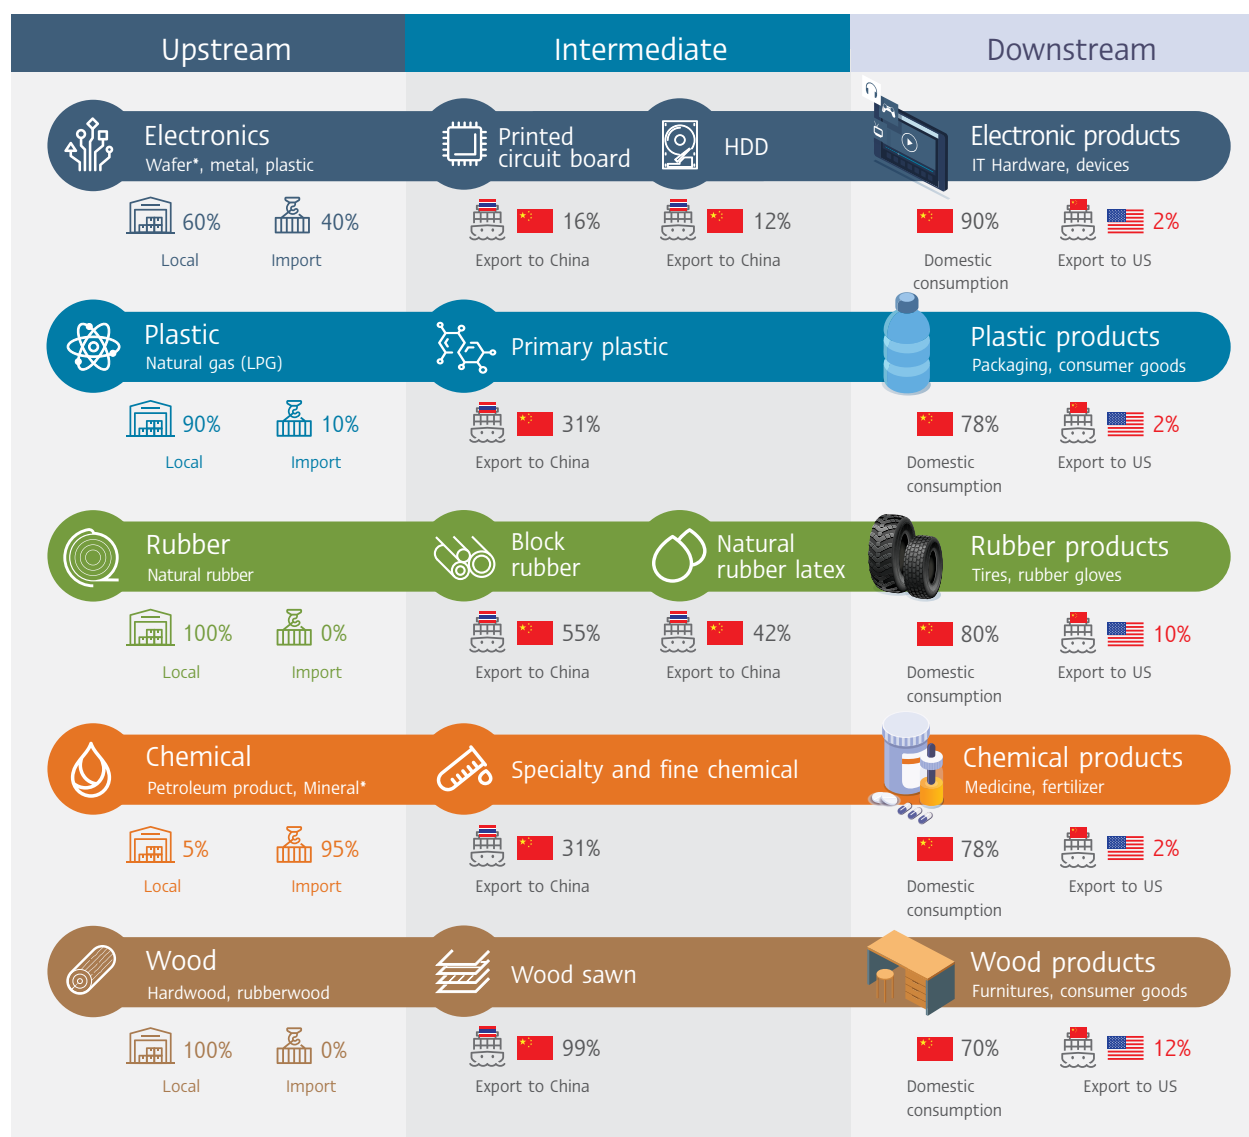 Upstream
Intermediate
Downstream
Electronics
Wafer*, metal, plastic
Printed
circuit board
HDD
Electronic products
IT Hardware, devices
60%
40%
16%
12%
90%
2%
Local
Import
Export to China
Export to China
Domestic
consumption
Export to US
Plastic
Natural gas (LPG)
Primary plastic
Plastic products
Packaging, consumer goods
90%
10%
31%
78%
2%
Local
Import
Export to China
Domestic
consumption
Export to US
Rubber
Natural rubber
Block
rubber
Natural
rubber latex
Rubber products
Tires, rubber gloves
100%
0%
55%
42%
80%
10%
Local
Import
Export to China
Export to China
Domestic
consumption
Export to US
Chemical
Petroleum product, Mineral*
Specialty and fine chemical
Chemical products
Medicine, fertilizer
5%
95%
31%
78%
2%
Local
Import
Export to China
Domestic
consumption
Export to US
Wood
Hardwood, rubberwood
Wood sawn
Wood products
Furnitures, consumer goods
100%
0%
99%
70%
12%
Local
Import
Export to China
Domestic
consumption
Export to US